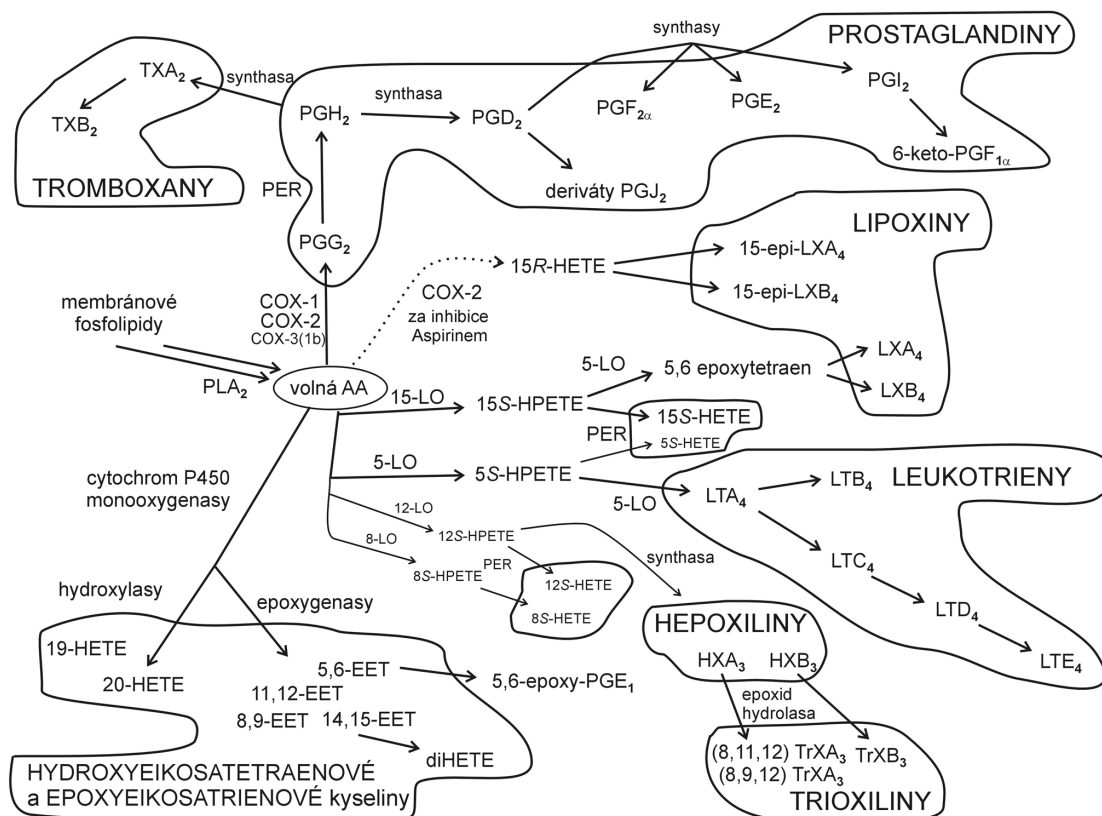 synthasy
PROSTAGLANDINY
TXA₂
synthasa
TXB₂
TROMBOXANY
PGH₂
synthasa
PGD₂
PGF₂α
PGE₂
PGI₂
6-keto-PGF₁α
deriváty PGJ₂
PER
PGG₂
LIPOXINY
15R-HETE
15-epi-LXA₄
15-epi-LXB₄
COX-1
COX-2
COX-3(1b)
COX-2
za inhibice
Aspirinem
membránové
fosfolipidy
PLA₂
volná AA
5-LO
5,6 epoxytetraen
LXA₄
LXB₄
15-LO
15S-HPETE
15S-HETE
PER
5S-HETE
5-LO
5S-HPETE
5-LO
LEUKOTRIENY
LTA₄
LTB₄
LTC₄
LTD₄
LTE₄
cytochrom P450
monooxygenasy
12-LO
12S-HPETE
8-LO
8S-HPETE
PER
12S-HETE
8S-HETE
synthasa
hydroxylasy
epoxygenasy
19-HETE
20-HETE
5,6-EET
11,12-EET
8,9-EET
14,15-EET
diHETE
5,6-epoxy-PGE₁
HYDROXYEIKOSATETRAENOVÉ
a EPOXYEIKOSATRIENOVÉ kyseliny
HEPOXILINY
HXA₃
HXB₃
epoxid
hydrolasa
(8,11,12) TrXA₃
TrXB₃
(8,9,12) TrXA₃
TRIOXILINY